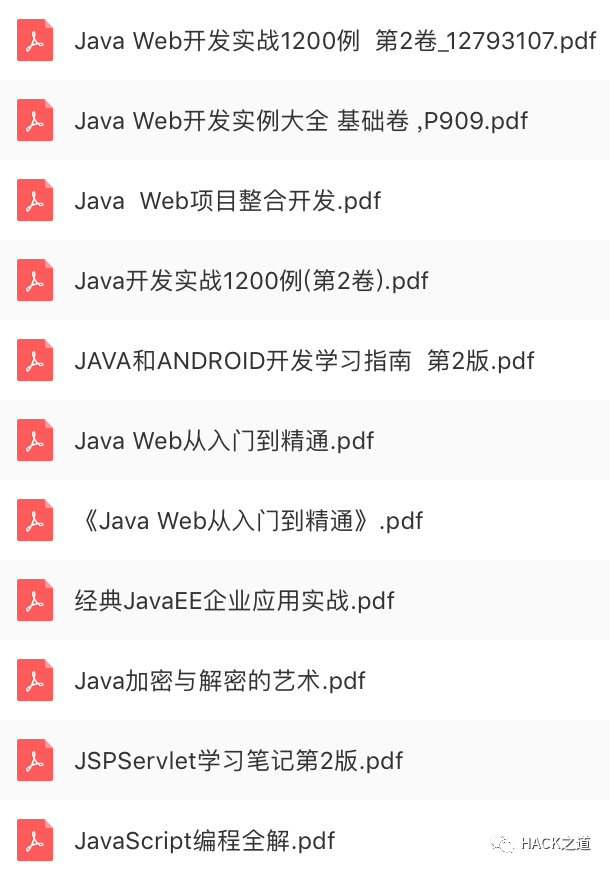 Java Web开发实战1200例  第2卷_12793107.pdf
Java Web开发实例大全 基础卷 ,P909.pdf
Java  Web项目整合开发.pdf
Java开发实战1200例(第2卷).pdf
JAVA和ANDROID开发学习指南  第2版.pdf
Java Web从入门到精通.pdf
《Java Web从入门到精通》.pdf
经典JavaEE企业应用实战.pdf
Java加密与解密的艺术.pdf
JSPServlet学习笔记第2版.pdf
JavaScript编程全解.pdf
HACK之道